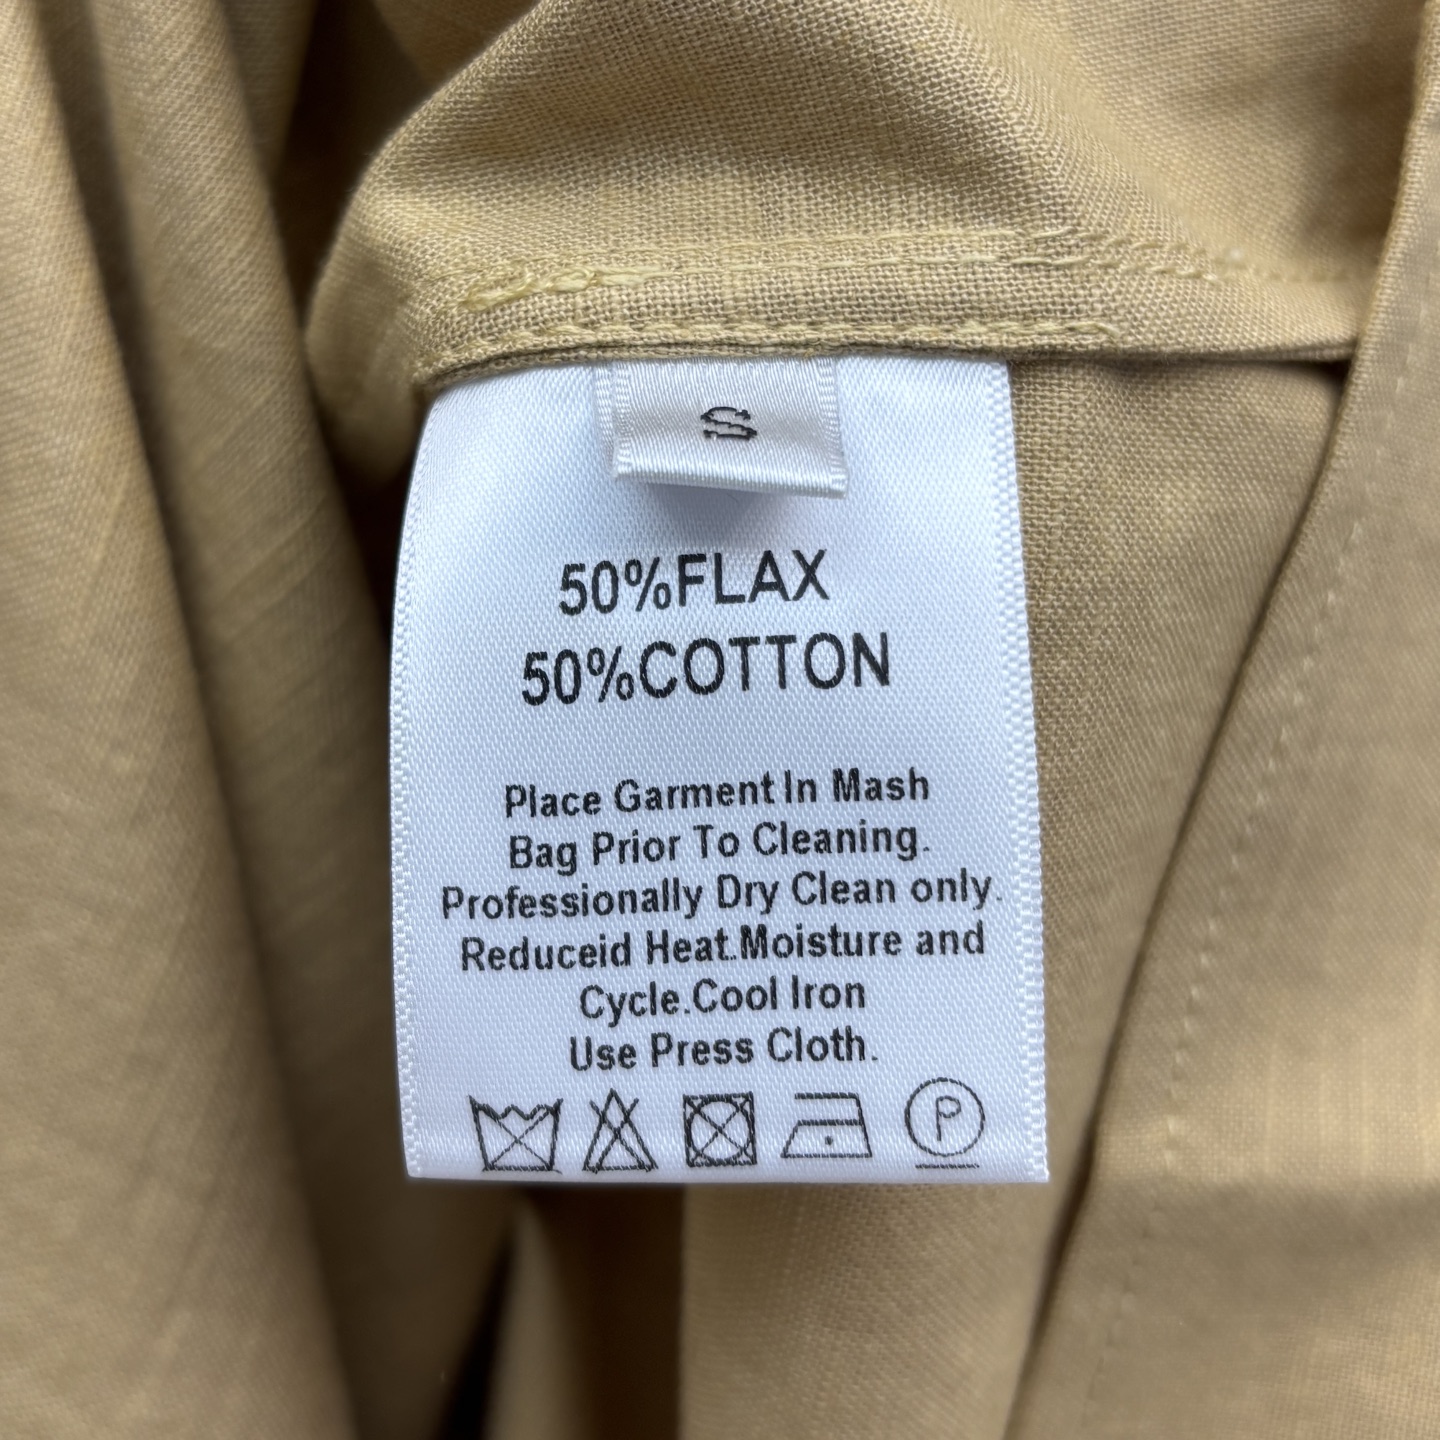 S
50%FLAX
50%COTTON
Place Garment In Mash
Bag Prior To Cleaning.
Professionally Dry Clean only.
Reduceid Heat.Moisture and
Cycle.Cool Iron
Use Press Cloth.
P